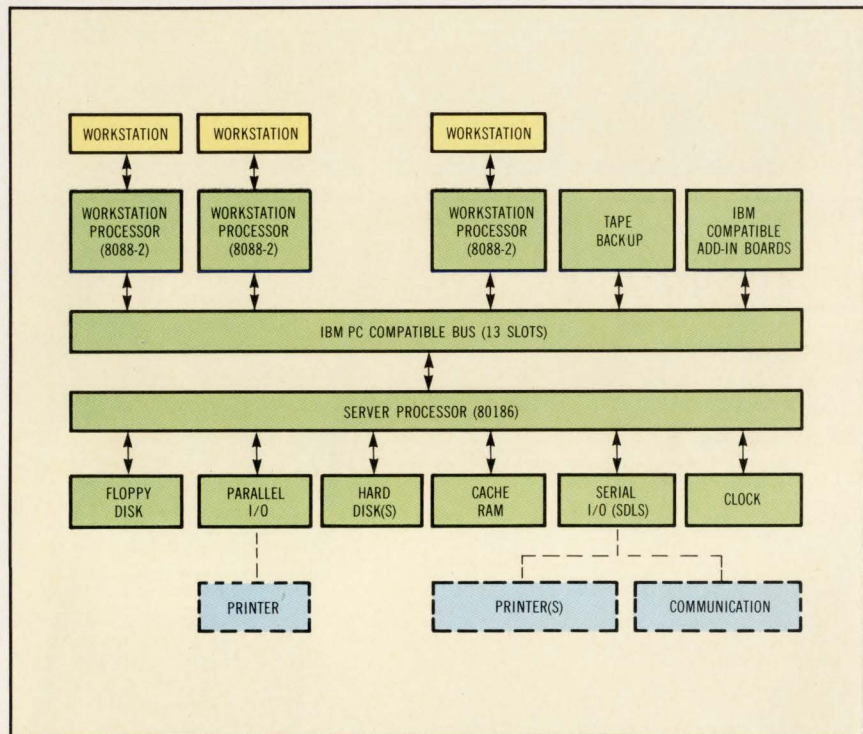 WORKSTATION
WORKSTATION
WORKSTATION
WORKSTATION
PROCESSOR
(8088-2)
WORKSTATION
PROCESSOR
(8088-2)
WORKSTATION
PROCESSOR
(8088-2)
TAPE
BACKUP
IBM
COMPATIBLE
ADD-IN BOARDS
IBM PC COMPATIBLE BUS (13 SLOTS)
SERVER PROCESSOR (80186)
FLOPPY
DISK
PARALLEL
I/O
HARD
DISK(S)
CACHE
RAM
SERIAL
I/O (SDLS)
CLOCK
PRINTER
PRINTER(S)
COMMUNICATION